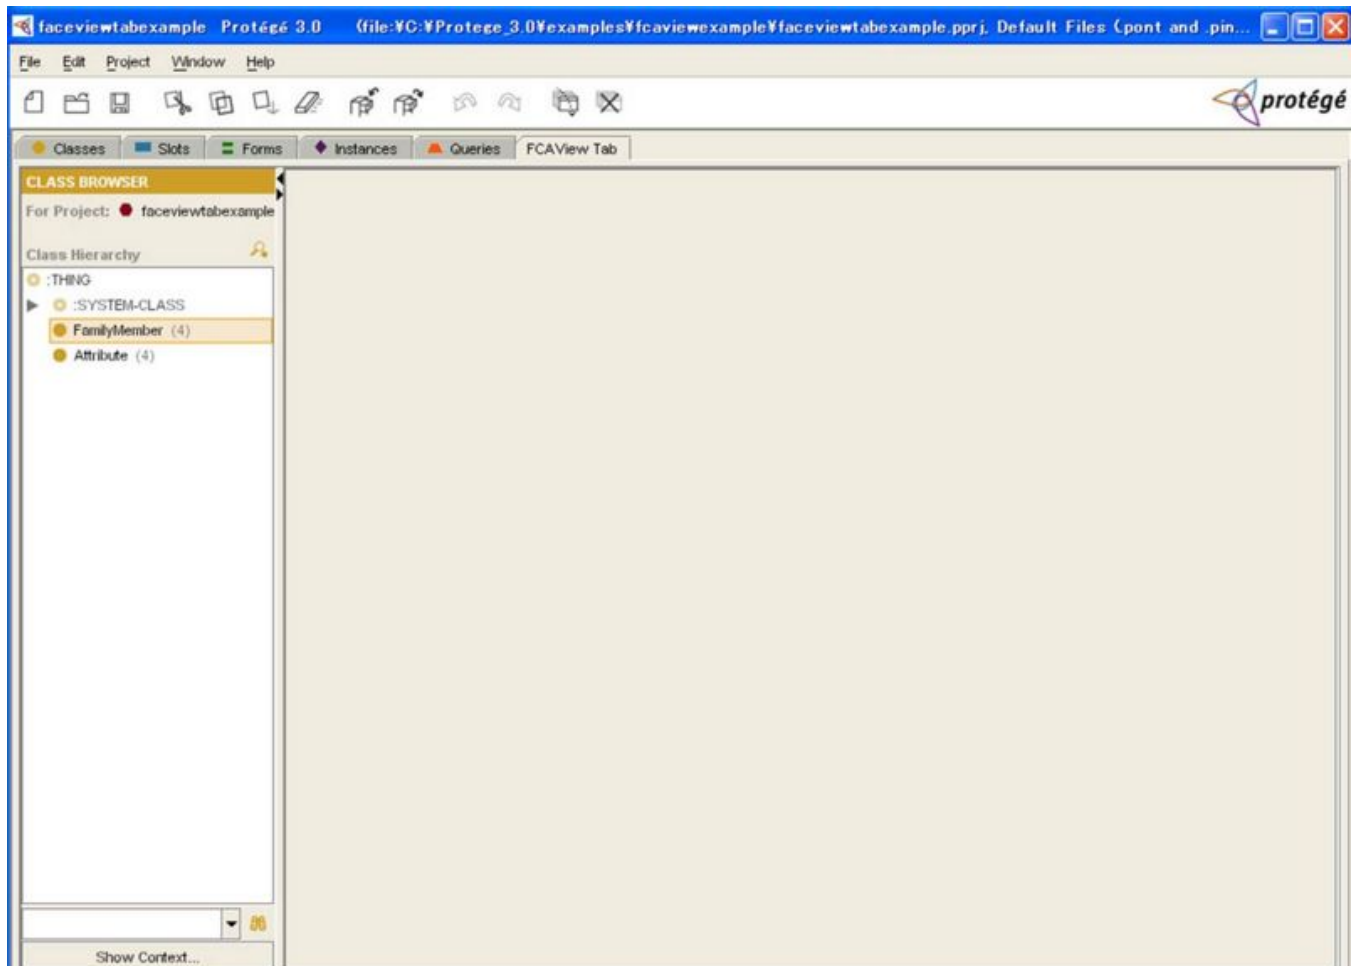 faceviewtabexample Protégé 3.0 (file:¥C:¥Protege_3.0¥examples¥fcaviewexample¥faceviewtabexample.pprj, Default Files (.pont and .pin...
File Edit Project Window Help
protégé
Classes Slots Forms Instances Queries FCAView Tab
CLASS BROWSER
For Project: faceviewtabexample
Class Hierarchy
:THING
:SYSTEM-CLASS
FamilyMember (4)
Attribute (4)
Show Context...